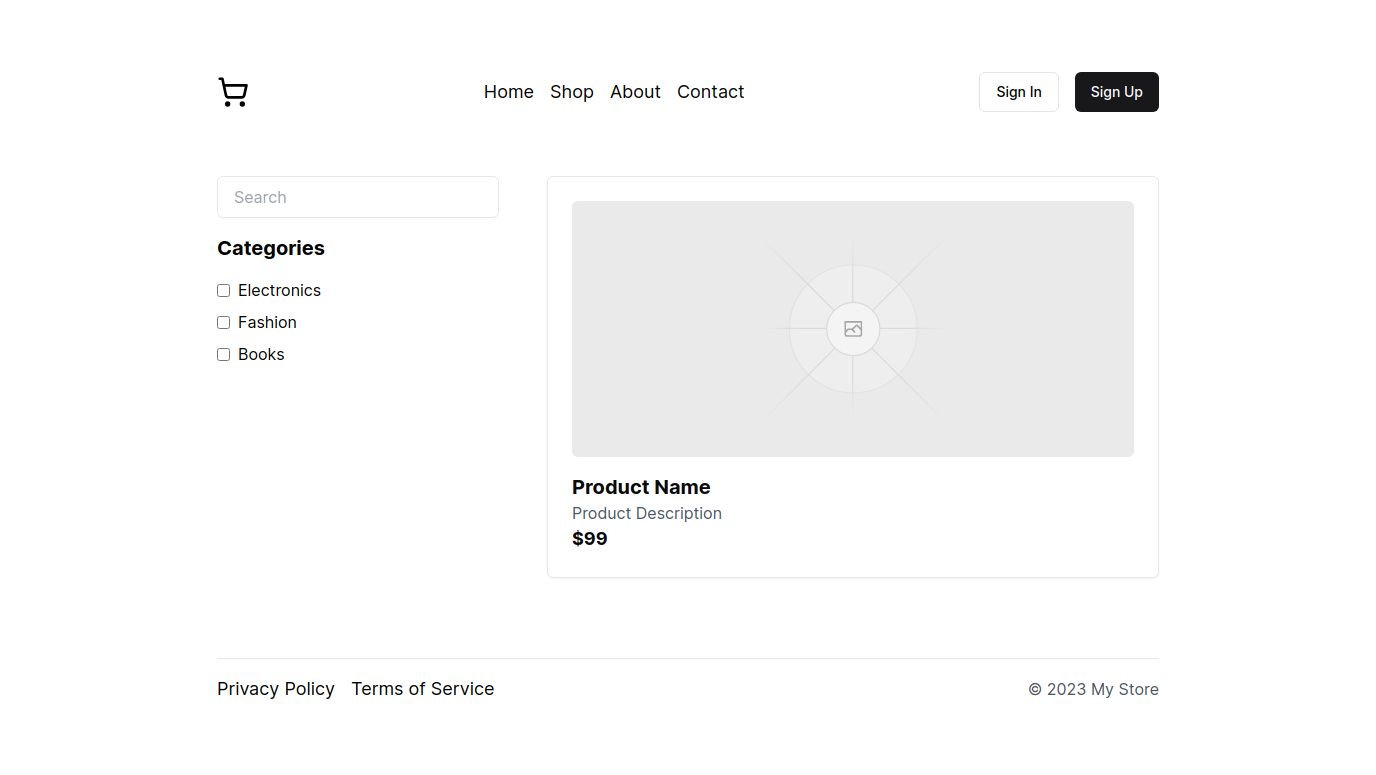 Home Shop About Contact Sign In Sign Up
Search
Categories
Electronics
Fashion
Books
Product Name
Product Description
$99
Privacy Policy Terms of Service © 2023 My Store